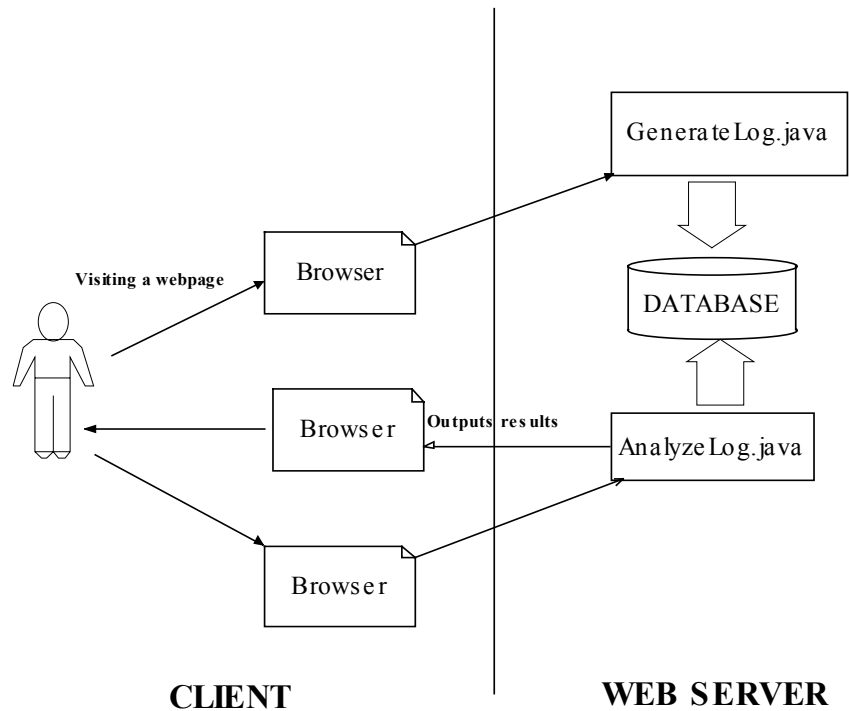 GenerateLog.java
Browser
Visiting a webpage
DATABASE
Browser
Outputs results
AnalyzeLog.java
Browser
CLIENT
WEB SERVER